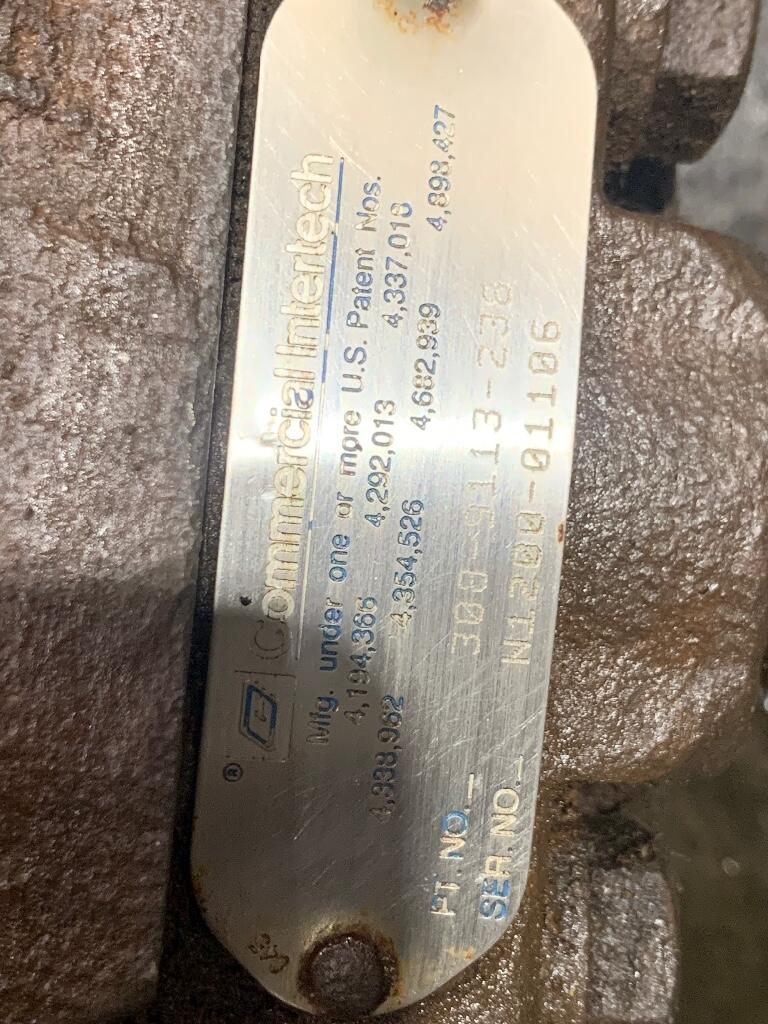 ® Commercial Intertech
Mfg. under one or more U.S. Patent Nos.
4,194,366 4,292,013 4,337,018
4,338,962 4,354,526 4,682,939 4,898,427
PT. NO.— 308-9113-238
SER. NO.— N1200-01106